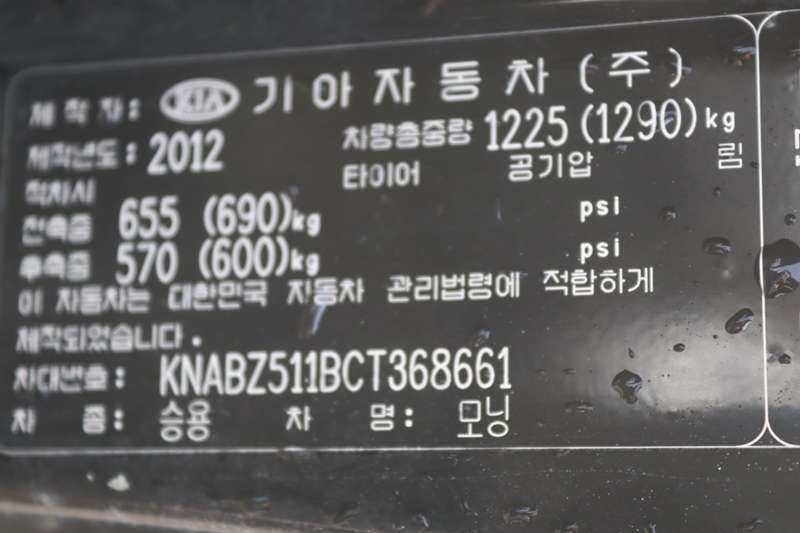 제작자: KIA 기아자동차(주)
제작년도: 2012 차량총중량 1225 (1290) kg
적차시 타이어 공기압 림
전축중 655 (690) kg psi
후축중 570 (600) kg psi
이 자동차는 대한민국 자동차 관리법령에 적합하게
제작되었습니다.
차대번호: KNABZ511BCT368661
차 종: 승용 차 명: 모닝